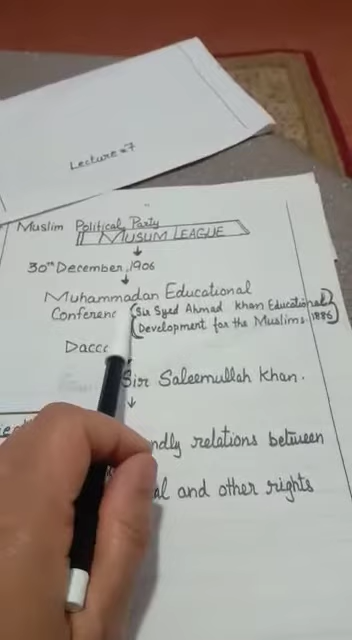 Lecture #7
Muslim Political Party
MUSLIM LEAGUE
30th December, 1906
Muhammadan Educational
Conferenc (Sir Syed Ahmad khan Educational)
(Development for the Muslims. 1886)
Dacc
Sir Saleemullah Khan.
ndly relations between
al and other rights